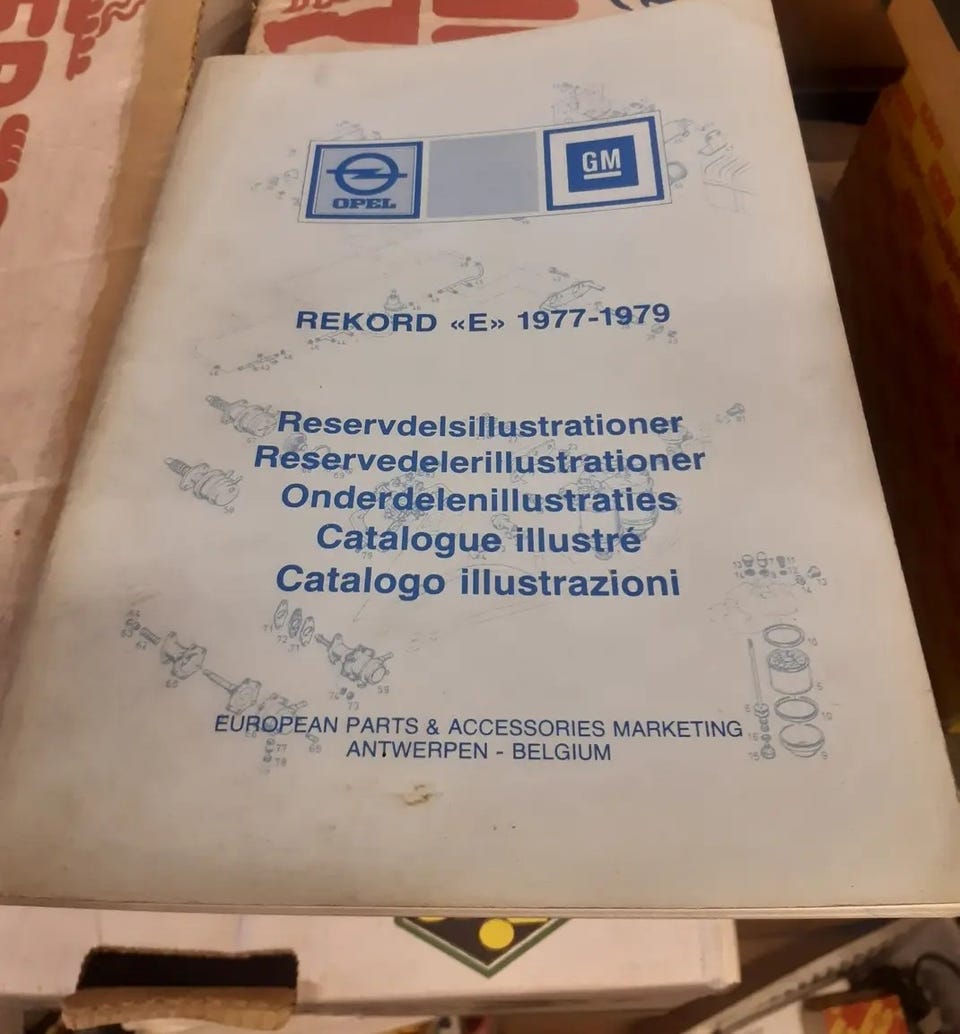 OPEL
GM
REKORD «E» 1977-1979
Reservdelsillustrationer
Reservedelerillustrationer
Onderdelenillustraties
Catalogue illustré
Catalogo illustrazioni
EUROPEAN PARTS & ACCESSORIES MARKETING
ANTWERPEN - BELGIUM